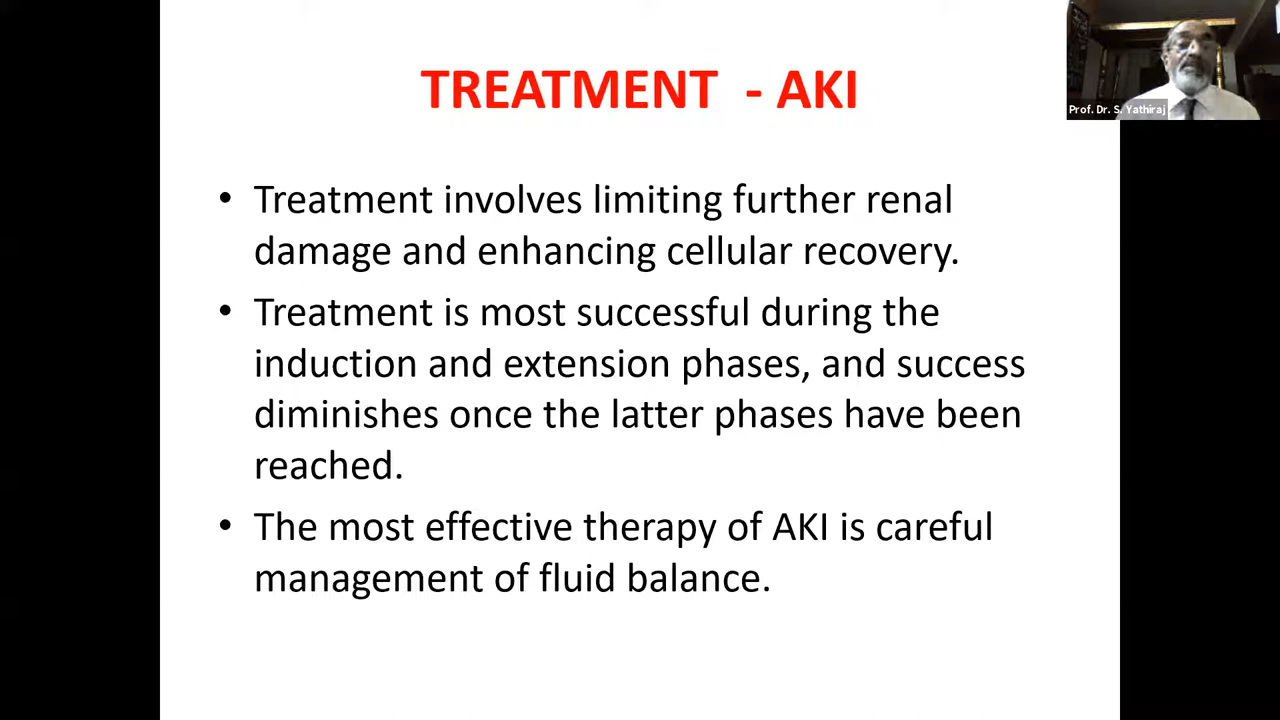 TREATMENT - AKI
Prof. Dr. S. Yathiraj
• Treatment involves limiting further renal
damage and enhancing cellular recovery.
• Treatment is most successful during the
induction and extension phases, and success
diminishes once the latter phases have been
reached.
• The most effective therapy of AKI is careful
management of fluid balance.